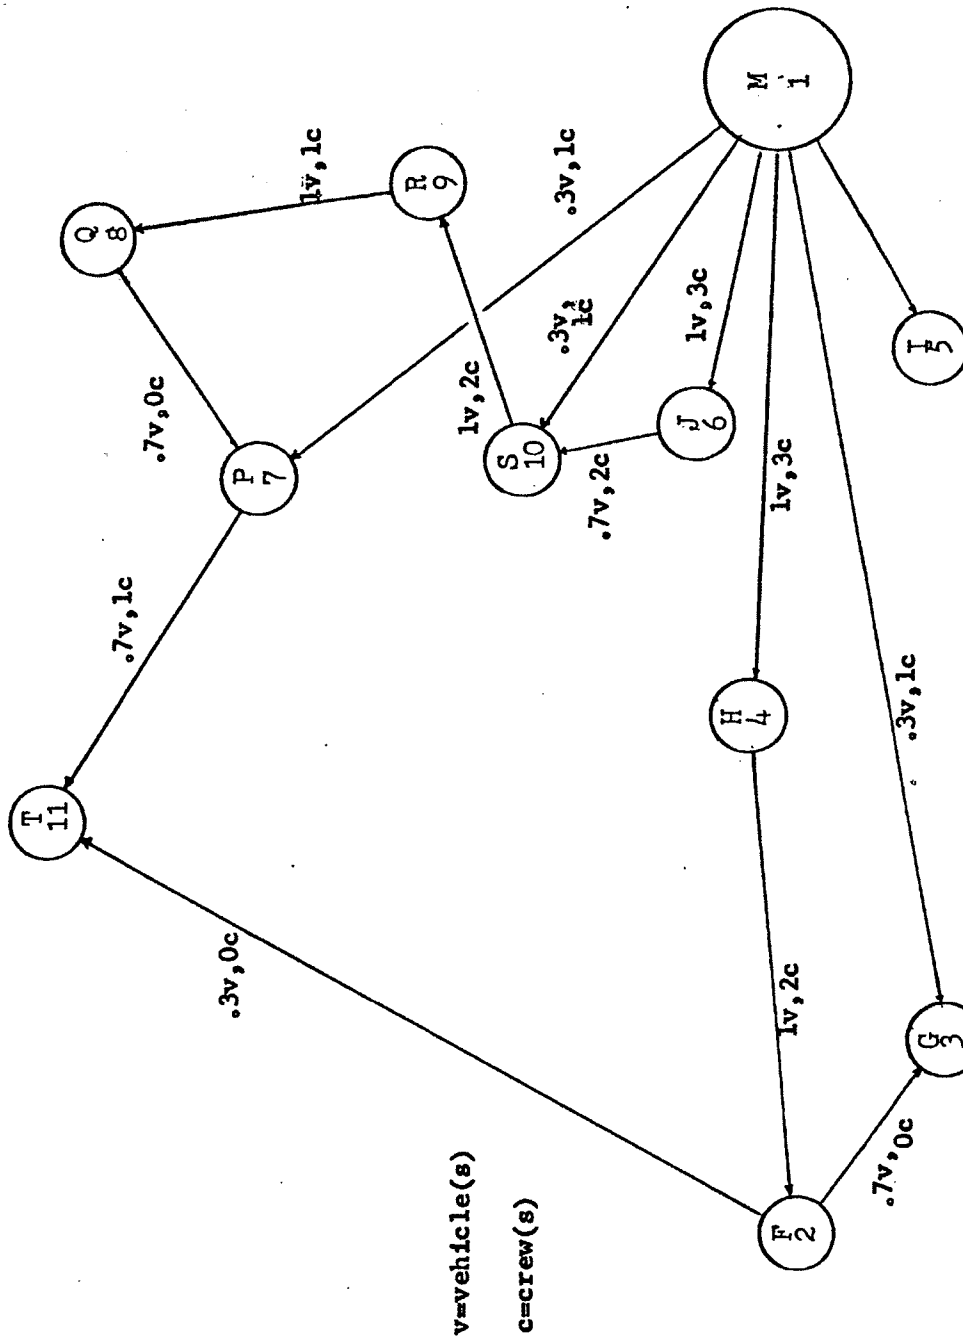 T
11
Q
8
.7v,1c
.7v,0c
.3v,0c
P
7
1v,1c
R
9
v=vehicle(s)
1v,2c
S
10
c=crew(s)
.3v,1c
.3v,
1c
.7v,2c
J
6
1v,3c
H
4
M
1
1v,3c
1v,2c
F
2
.7v,0c
.3v,1c
I
5
G
3